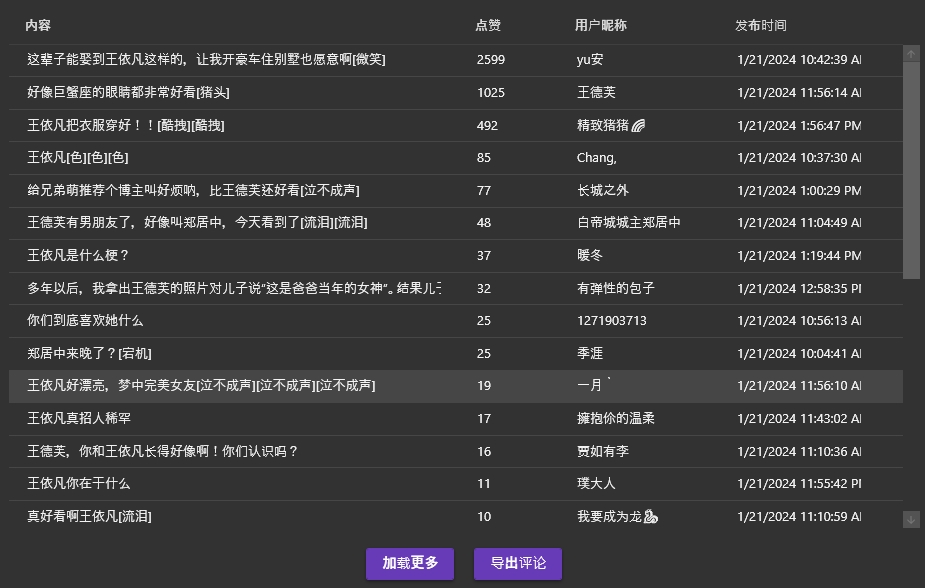 内容 点赞 用户昵称 发布时间
这辈子能娶到王依凡这样的，让我开豪车住别墅也愿意啊[微笑] 2599 yu安 1/21/2024 10:42:39 AM
好像巨蟹座的眼睛都非常好看[猪头] 1025 王德芙 1/21/2024 11:56:14 AM
王依凡把衣服穿好！！[酷拽][酷拽] 492 精致猪猪🌈 1/21/2024 1:56:47 PM
王依凡[色][色][色] 85 Chang, 1/21/2024 10:37:30 AM
给兄弟萌推荐个博主叫好烦呐，比王德芙还好看[泣不成声] 77 长城之外 1/21/2024 1:00:29 PM
王德芙有男朋友了，好像叫郑居中，今天看到了[流泪][流泪] 48 白帝城城主郑居中 1/21/2024 11:04:49 AM
王依凡是什么梗？ 37 暖冬 1/21/2024 1:19:44 PM
多年以后，我拿出王德芙的照片对儿子说“这是爸爸当年的女神”。结果儿子 32 有弹性的包子 1/21/2024 12:58:35 PM
你们到底喜欢她什么 25 1271903713 1/21/2024 10:56:13 AM
郑居中来晚了？[宕机] 25 季涯 1/21/2024 10:04:41 AM
王依凡好漂亮，梦中完美女友[泣不成声][泣不成声][泣不成声] 19 一月` 1/21/2024 11:56:10 AM
王依凡真招人稀罕 17 擁抱伱的温柔 1/21/2024 11:43:02 AM
王德芙，你和王依凡长得好像啊！你们认识吗？ 16 贾如有李 1/21/2024 11:10:36 AM
王依凡你在干什么 11 璞大人 1/21/2024 11:55:42 PM
真好看啊王依凡[流泪] 10 我要成为龙🐉 1/21/2024 11:10:59 AM
加载更多 导出评论